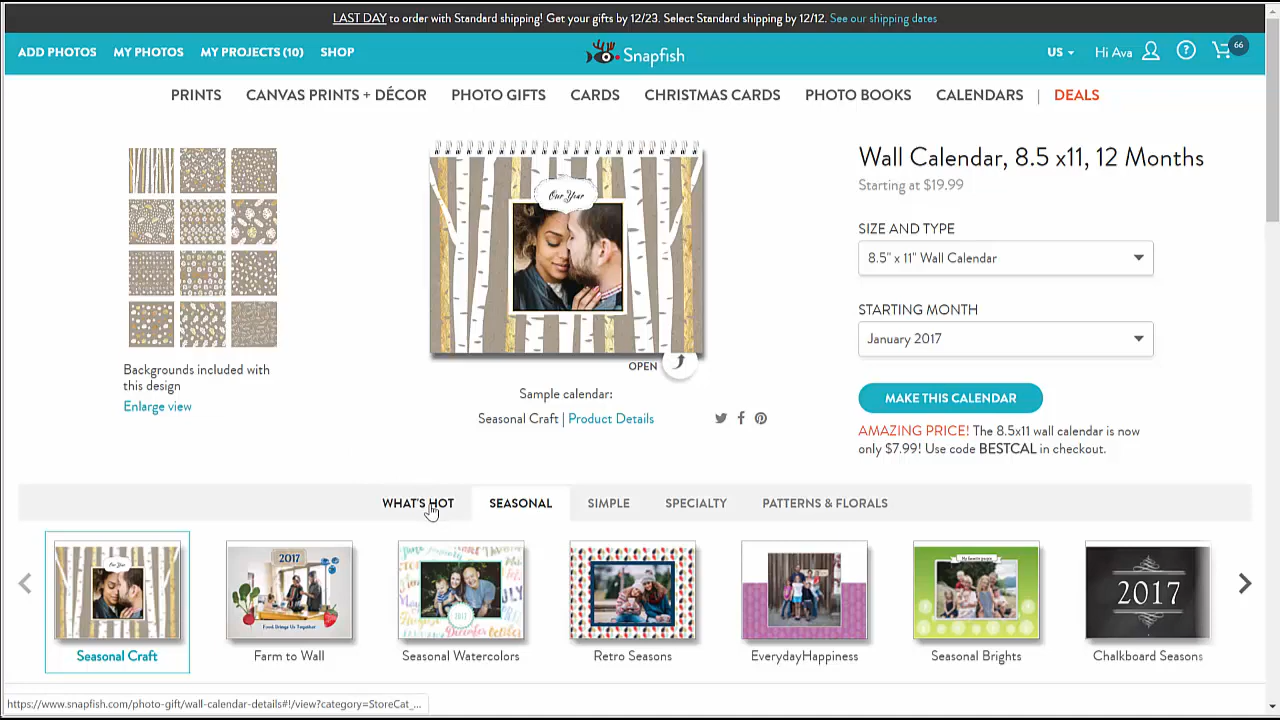 LAST DAY to order with Standard shipping! Get your gifts by 12/23. Select Standard shipping by 12/12. See our shipping dates
ADD PHOTOS MY PHOTOS MY PROJECTS (10) SHOP
Snapfish
US Hi Ava ? 66
PRINTS CANVAS PRINTS + DÉCOR PHOTO GIFTS CARDS CHRISTMAS CARDS PHOTO BOOKS CALENDARS | DEALS
Our Year
OPEN
Backgrounds included with
this design
Enlarge view
Sample calendar:
Seasonal Craft | Product Details
Wall Calendar, 8.5 x11, 12 Months
Starting at $19.99
SIZE AND TYPE
8.5" x 11" Wall Calendar
STARTING MONTH
January 2017
MAKE THIS CALENDAR
AMAZING PRICE! The 8.5x11 wall calendar is now
only $7.99! Use code BESTCAL in checkout.
WHAT'S HOT SEASONAL SIMPLE SPECIALTY PATTERNS & FLORALS
Our Year
2017
Food Brings Us Together
2017
2017
Seasonal Craft Farm to Wall Seasonal Watercolors Retro Seasons EverydayHappiness Seasonal Brights Chalkboard Seasons
https://www.snapfish.com/photo-gift/wall-calendar-details#!/view?category=StoreCat_...